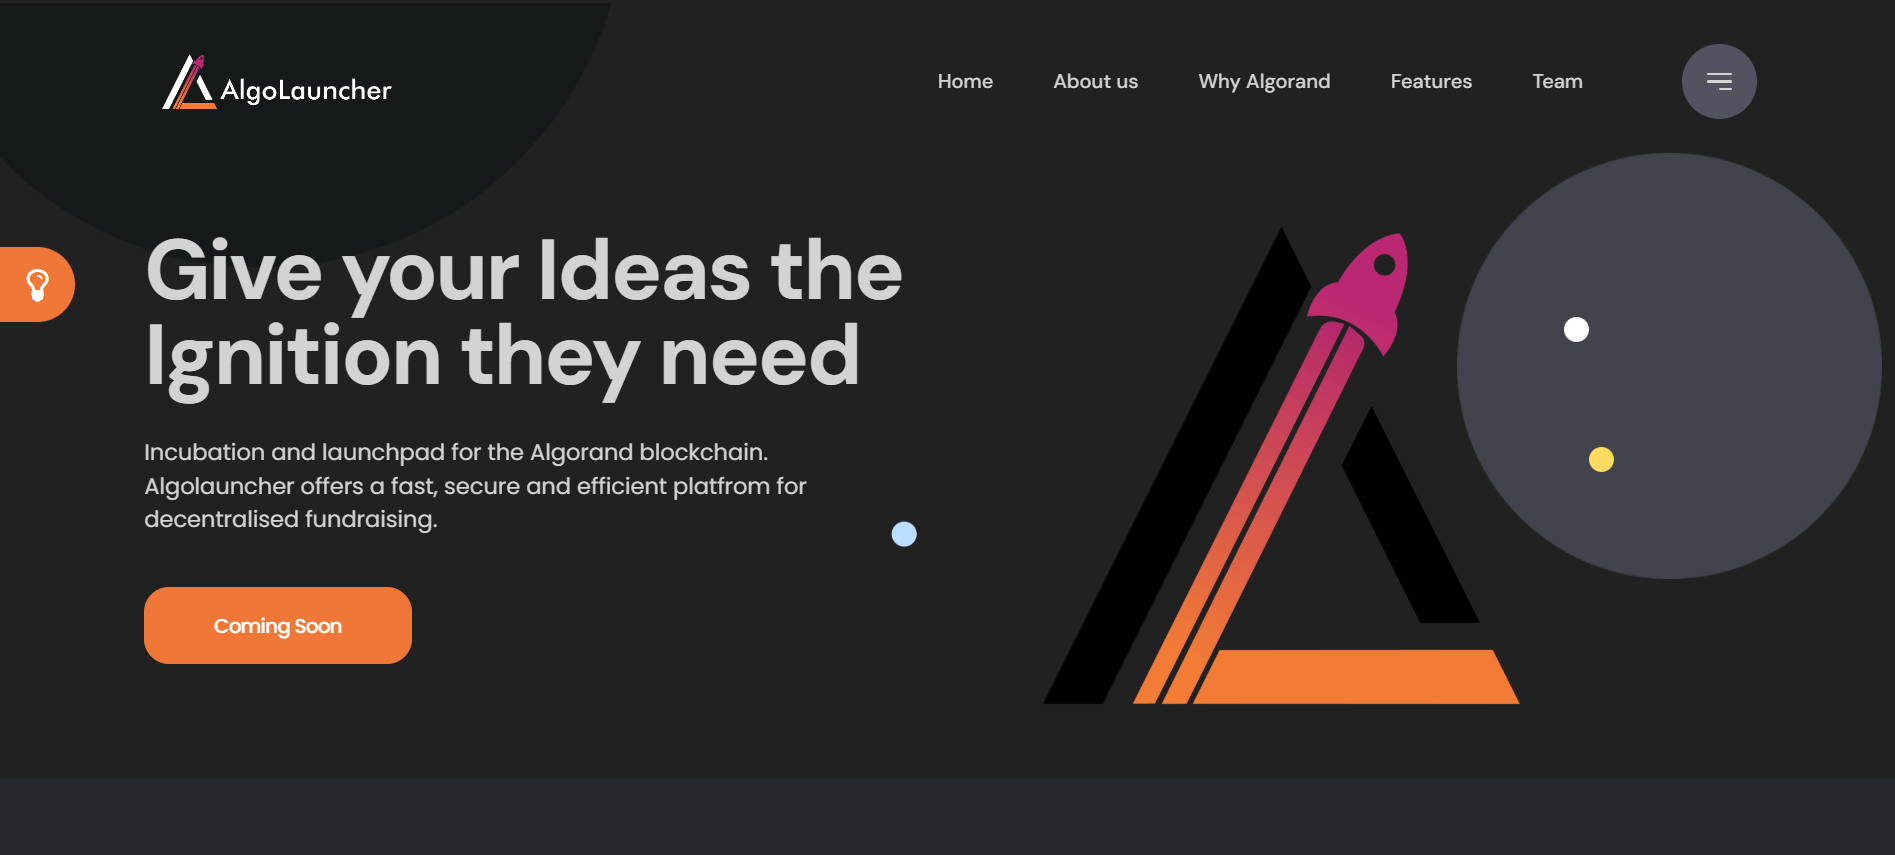 AlgoLauncher
Home
About us
Why Algorand
Features
Team
Give your Ideas the
Ignition they need
Incubation and launchpad for the Algorand blockchain.
Algolauncher offers a fast, secure and efficient platfrom for
decentralised fundraising.
Coming Soon